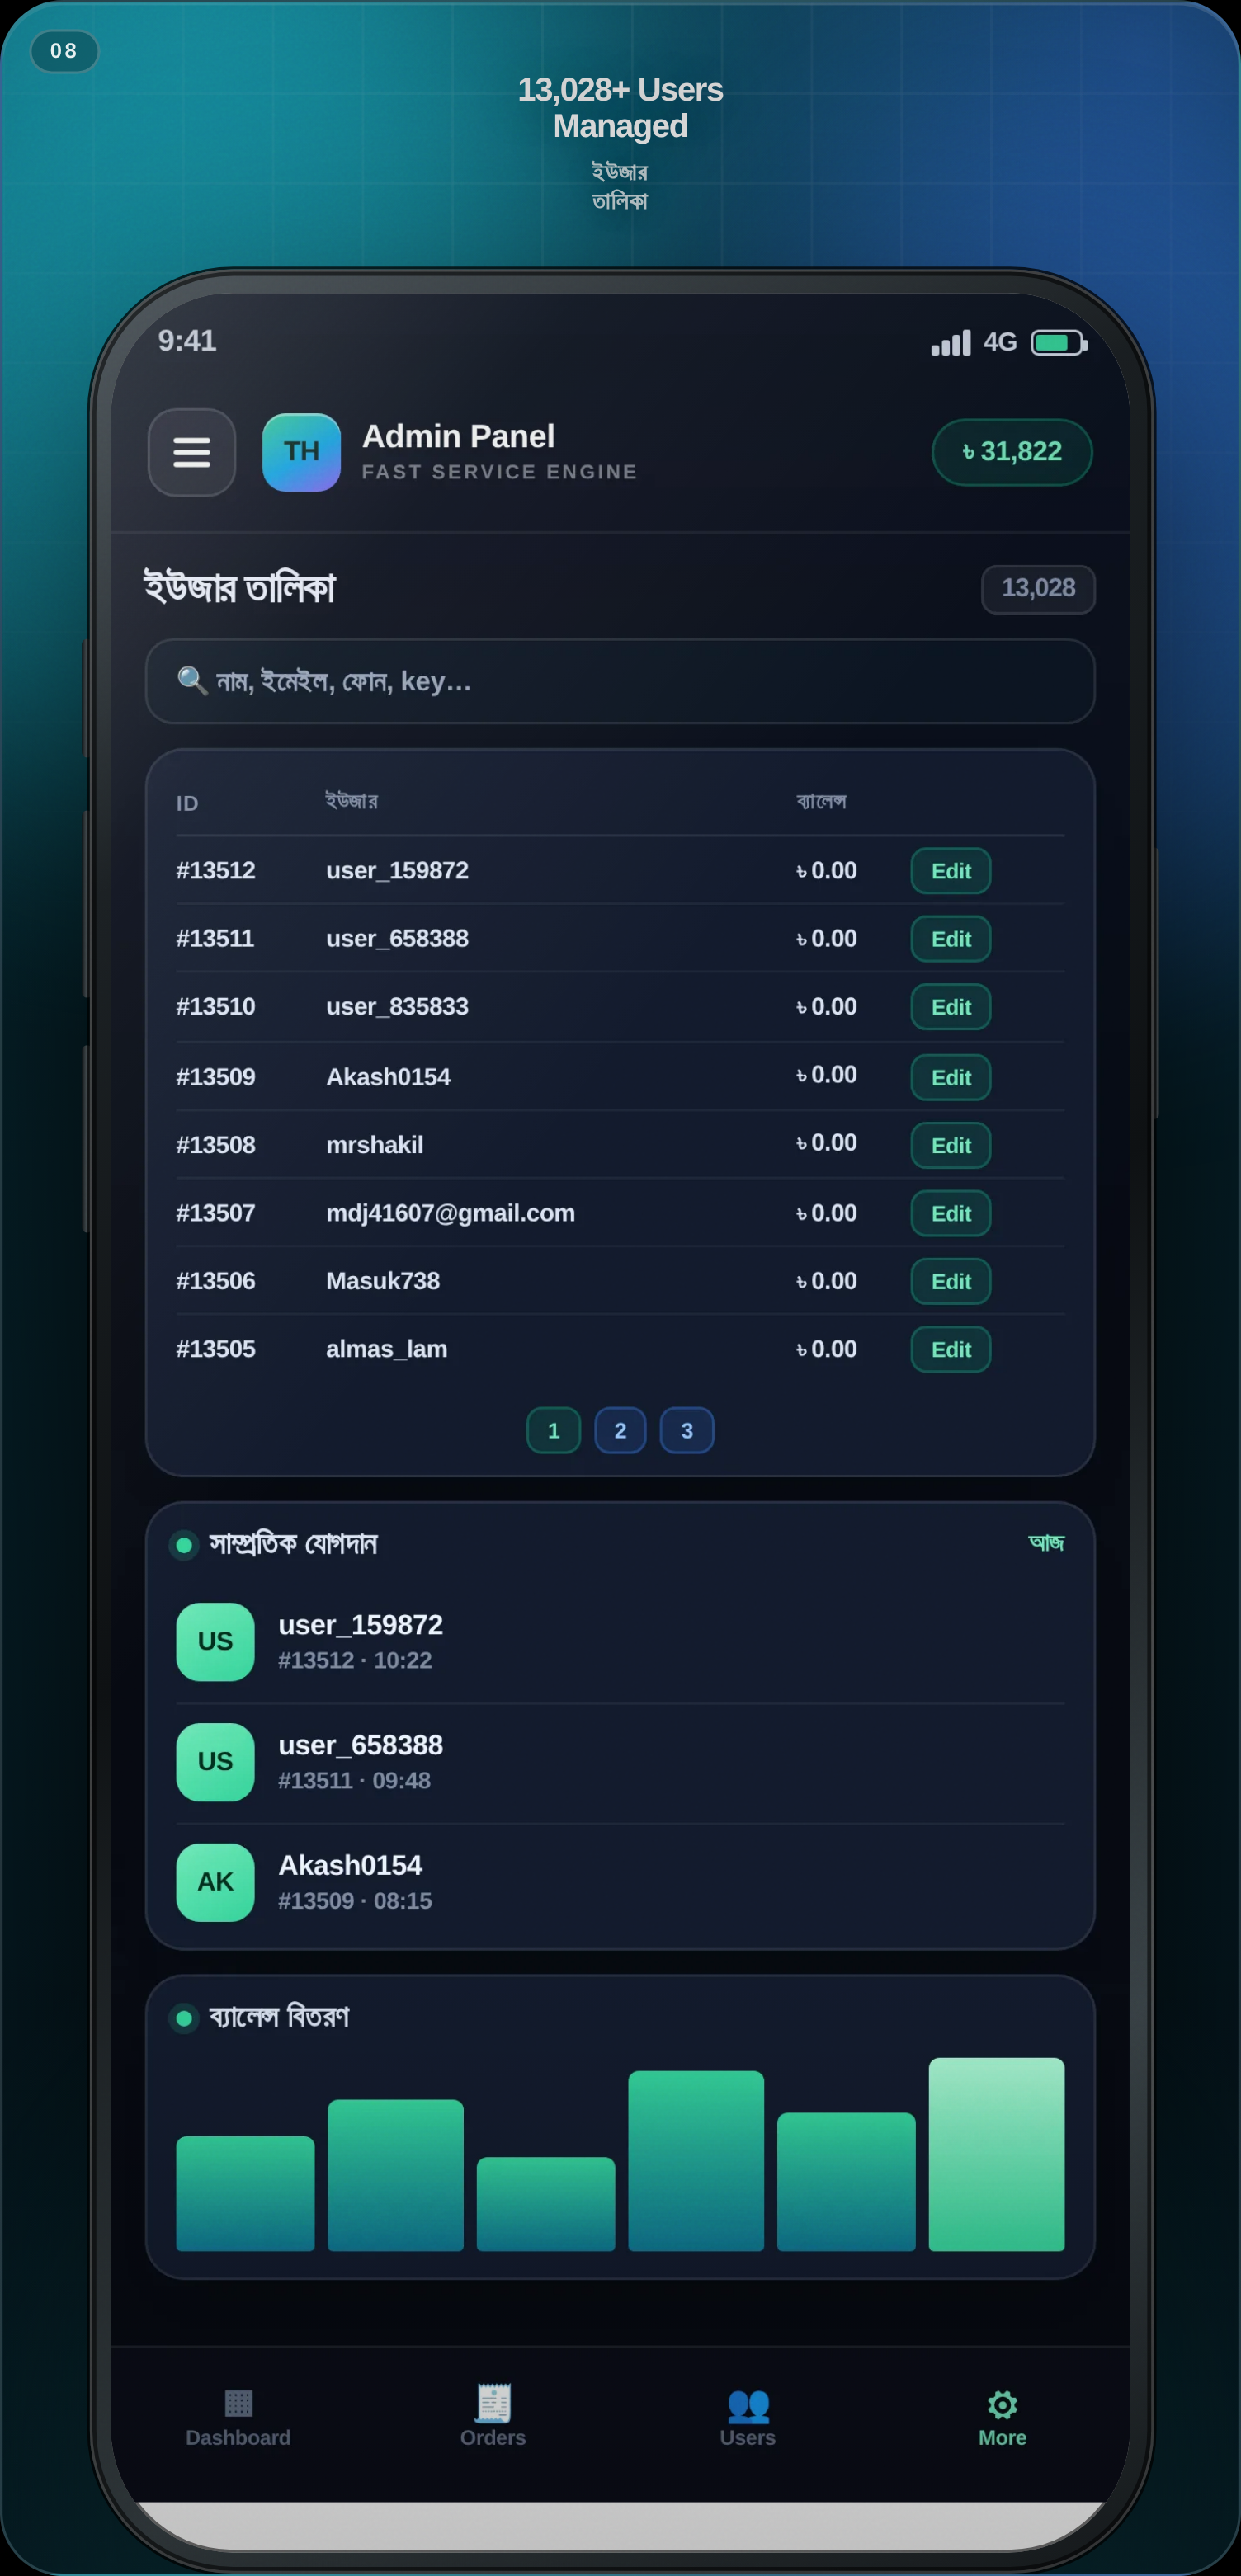 08
13,028+ Users
Managed
ইউজার
তালিকা
9:41
4G
TH
Admin Panel
FAST SERVICE ENGINE
৳ 31,822
ইউজার তালিকা
13,028
🔍 নাম, ইমেইল, ফোন, key…
ID ইউজার ব্যালেন্স
#13512 user_159872 ৳ 0.00 Edit
#13511 user_658388 ৳ 0.00 Edit
#13510 user_835833 ৳ 0.00 Edit
#13509 Akash0154 ৳ 0.00 Edit
#13508 mrshakil ৳ 0.00 Edit
#13507 mdj41607@gmail.com ৳ 0.00 Edit
#13506 Masuk738 ৳ 0.00 Edit
#13505 almas_lam ৳ 0.00 Edit
1 2 3
সাম্প্রতিক যোগদান আজ
US
user_159872
#13512 · 10:22
US
user_658388
#13511 · 09:48
AK
Akash0154
#13509 · 08:15
ব্যালেন্স বিতরণ
Dashboard Orders Users More